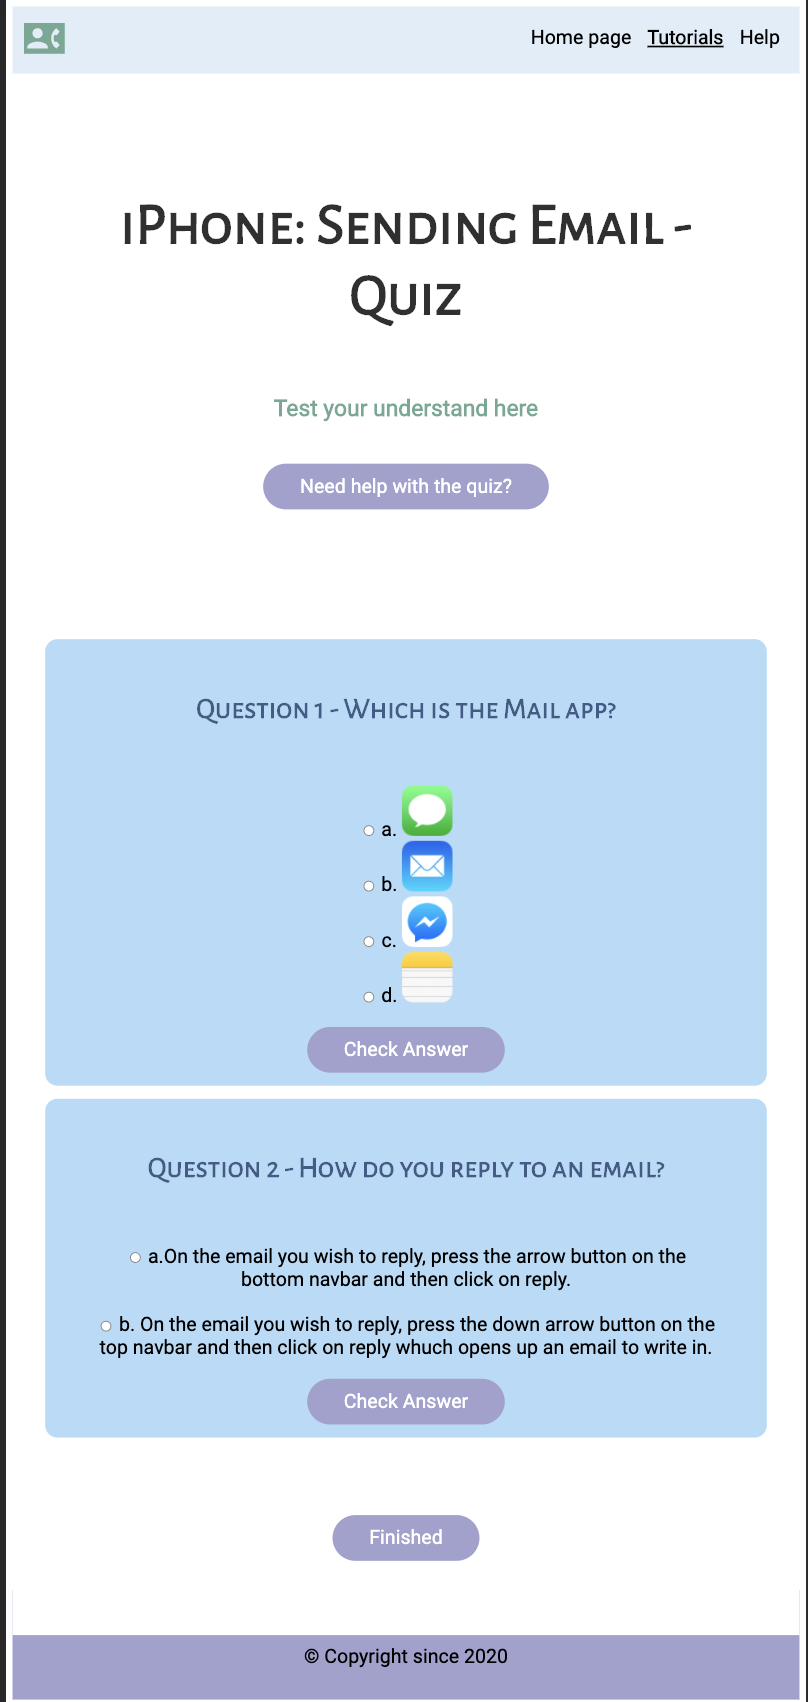 Home page Tutorials Help
iPhone: Sending Email -
Quiz
Test your understand here
Need help with the quiz?
Question 1 - Which is the Mail app?
a.
b.
c.
d.
Check Answer
Question 2 - How do you reply to an email?
a.On the email you wish to reply, press the arrow button on the
bottom navbar and then click on reply.
b. On the email you wish to reply, press the down arrow button on the
top navbar and then click on reply whuch opens up an email to write in.
Check Answer
Finished
© Copyright since 2020